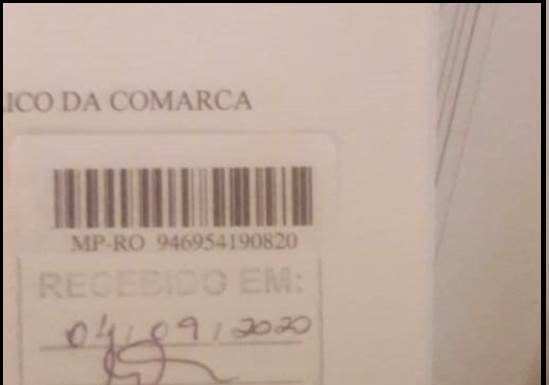 ICO DA COMARCA
MP-RO 946954190820
RECEBIDO EM:
04/09/2020